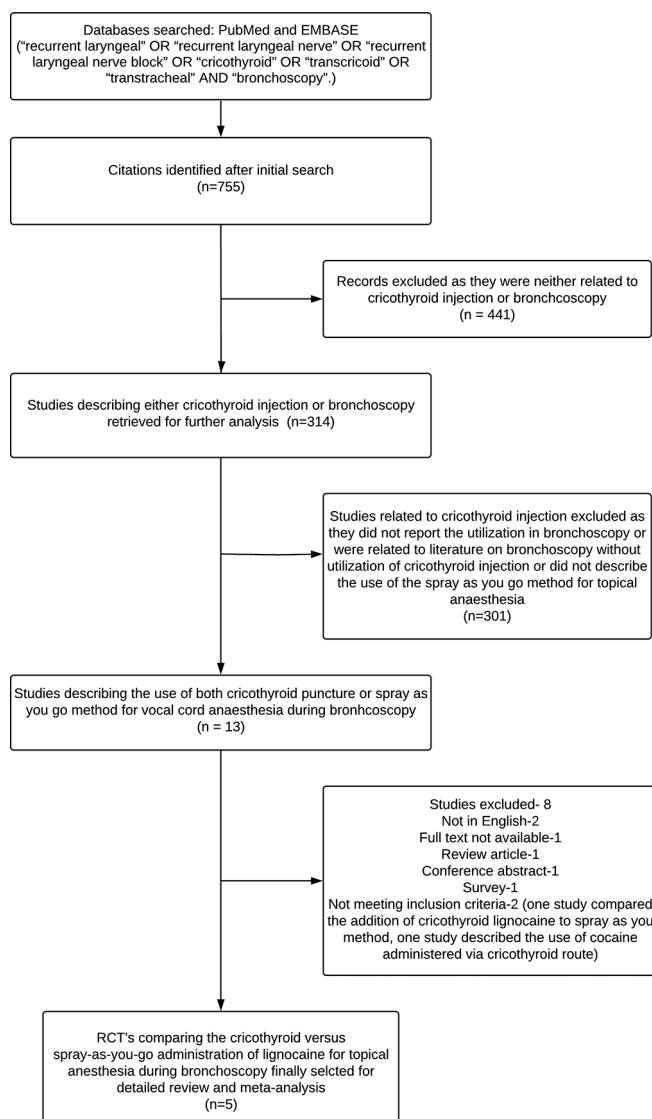 Databases searched: PubMed and EMBASE
(“recurrent laryngeal” OR “recurrent laryngeal nerve” OR “recurrent
laryngeal nerve block” OR “cricothyroid” OR “transcricoid” OR
“transtracheal” AND “bronchoscopy”.)
Citations identified after initial search
(n=755)
Records excluded as they were neither related to
cricothyroid injection or bronchcoscopy
(n = 441)
Studies describing either cricothyroid injection or bronchoscopy
retrieved for further analysis (n=314)
Studies related to cricothyroid injection excluded as
they did not report the utilization in bronchoscopy or
were related to literature on bronchoscopy without
utilization of cricothyroid injection or did not describe
the use of the spray as you go method for topical
anaesthesia
(n=301)
Studies describing the use of both cricothyroid puncture or spray as
you go method for vocal cord anaesthesia during bronhcoscopy
(n = 13)
Studies excluded- 8
Not in English-2
Full text not available-1
Review article-1
Conference abstract-1
Survey-1
Not meeting inclusion criteria-2 (one study compared
the addition of cricothyroid lignocaine to spray as you
method, one study described the use of cocaine
administered via cricothyroid route)
RCT's comparing the cricothyroid versus
spray-as-you-go administration of lignocaine for topical
anesthesia during bronchoscopy finally selcted for
detailed review and meta-analysis
(n=5)